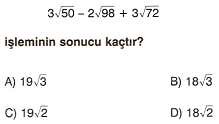 3√50 – 2√98 + 3√72
işleminin sonucu kaçtır?
A) 19√3 B) 18√3
C) 19√2 D) 18√2